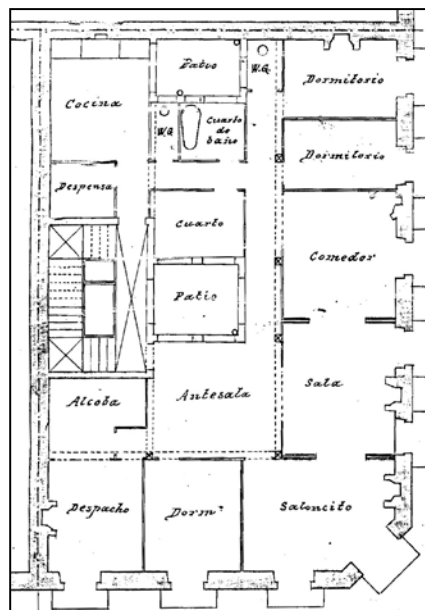 Patio
W.G.
Dormitorio
Cocina
W.G.
Cuarto
de
baño
Dormitorio
Despensa
Cuarto
Comedor
Patio
Alcoba
Antesala
Sala
Despacho
Dormº
Saloncito